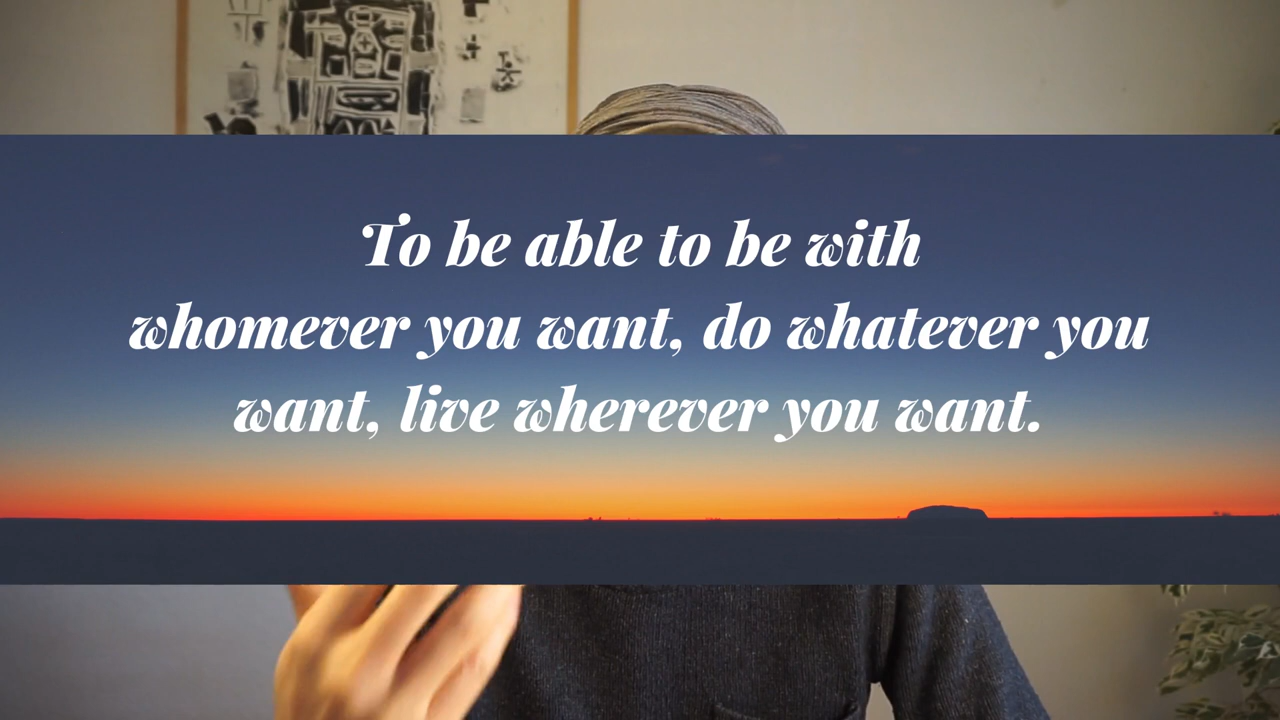 To be able to be with
whomever you want, do whatever you
want, live wherever you want.